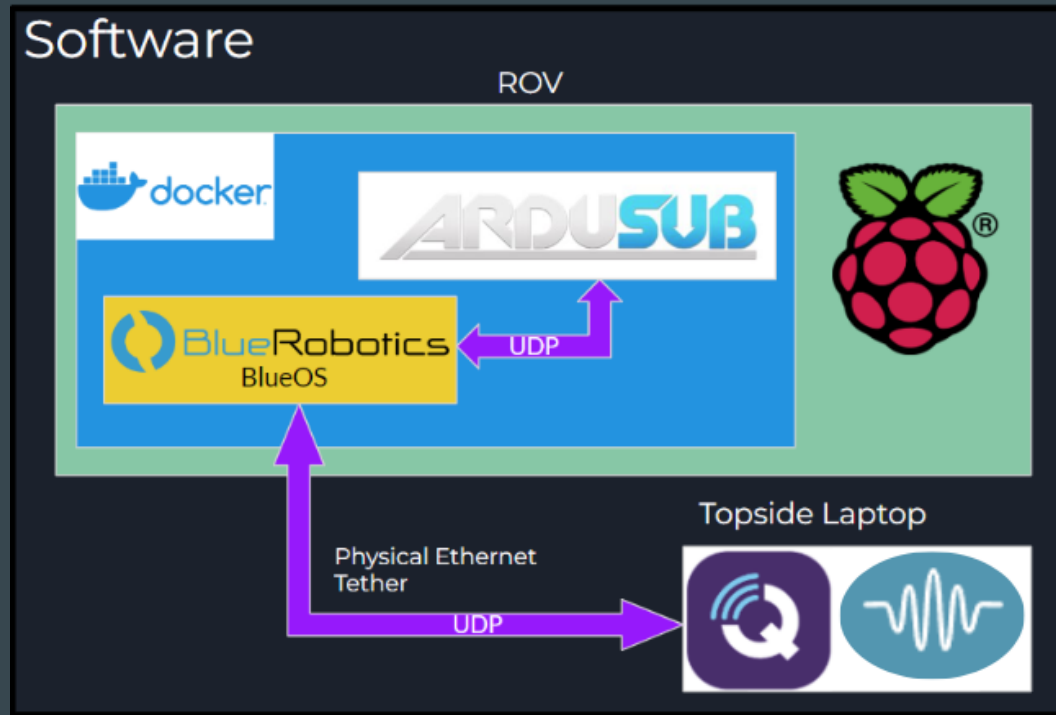 Software
ROV
docker
ARDUSUB
®
BlueRobotics
BlueOS
UDP
Physical Ethernet
Tether
UDP
Topside Laptop